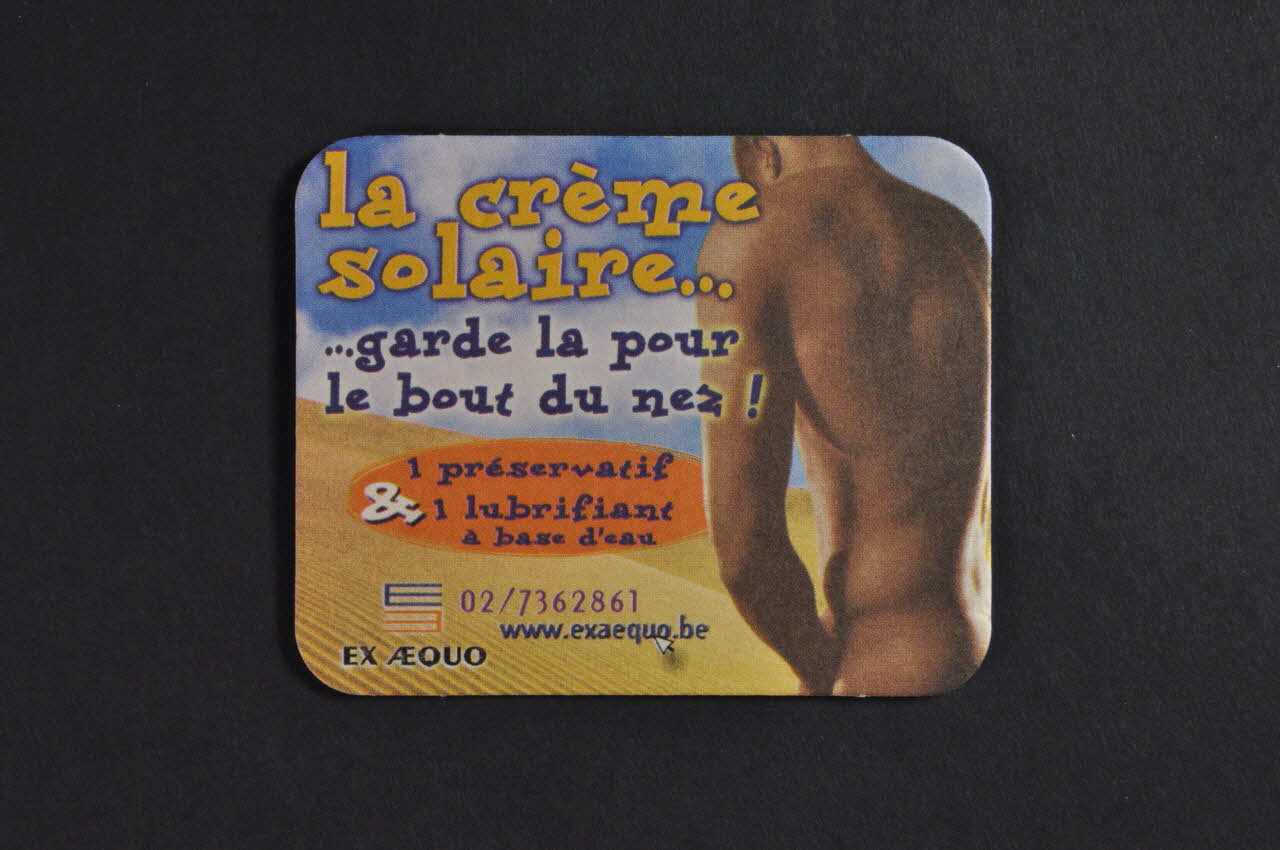 la crème
solaire...
...garde la pour
le bout du nez !
1 préservatif
& 1 lubrifiant
à base d'eau
02/7362861
www.exaequo.be
EX ÆQUO